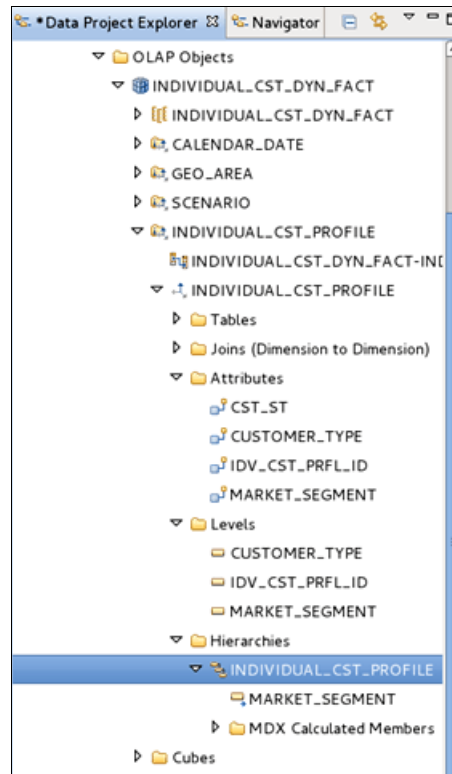 *Data Project Explorer
Navigator
OLAP Objects
INDIVIDUAL_CST_DYN_FACT
INDIVIDUAL_CST_DYN_FACT
CALENDAR_DATE
GEO_AREA
SCENARIO
INDIVIDUAL_CST_PROFILE
INDIVIDUAL_CST_DYN_FACT-IND
INDIVIDUAL_CST_PROFILE
Tables
Joins (Dimension to Dimension)
Attributes
CST_ST
CUSTOMER_TYPE
IDV_CST_PRFL_ID
MARKET_SEGMENT
Levels
CUSTOMER_TYPE
IDV_CST_PRFL_ID
MARKET_SEGMENT
Hierarchies
INDIVIDUAL_CST_PROFILE
MARKET_SEGMENT
MDX Calculated Members
Cubes